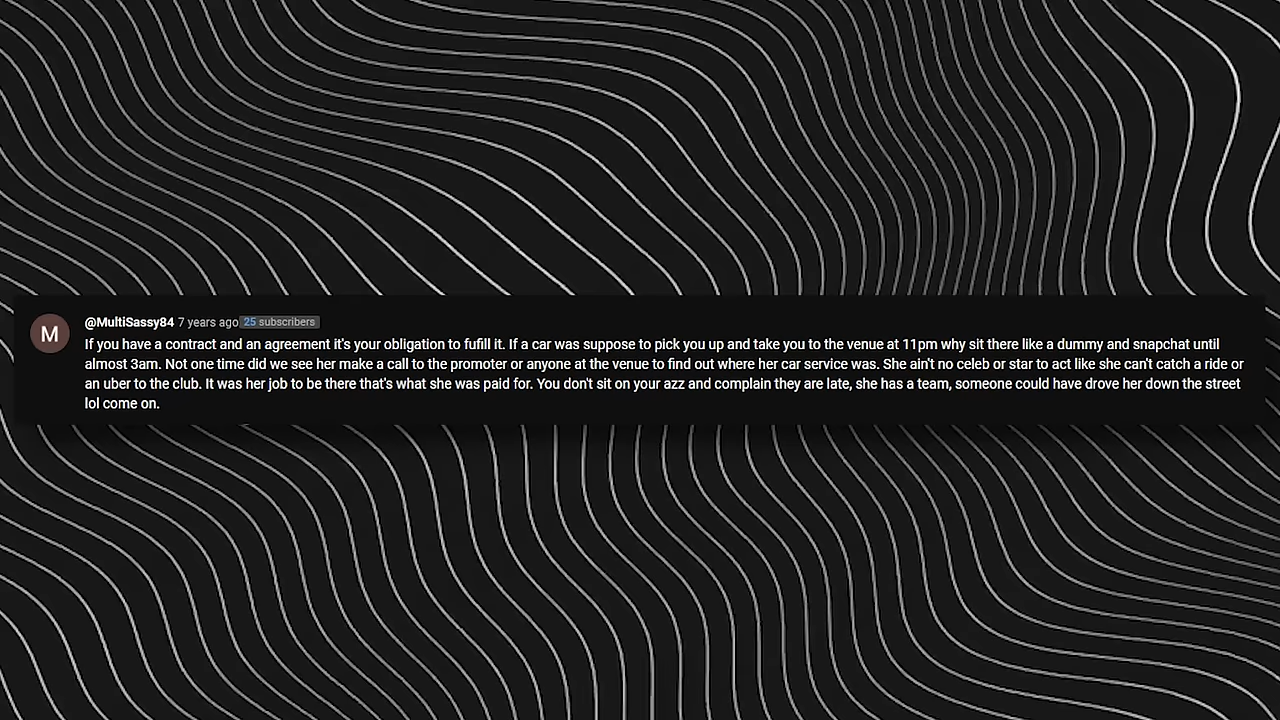 M
@MultiSassy84 7 years ago 25 subscribers
If you have a contract and an agreement it's your obligation to fufill it. If a car was suppose to pick you up and take you to the venue at 11pm why sit there like a dummy and snapchat until
almost 3am. Not one time did we see her make a call to the promoter or anyone at the venue to find out where her car service was. She ain't no celeb or star to act like she can't catch a ride or
an uber to the club. It was her job to be there that's what she was paid for. You don't sit on your azz and complain they are late, she has a team, someone could have drove her down the street
lol come on.